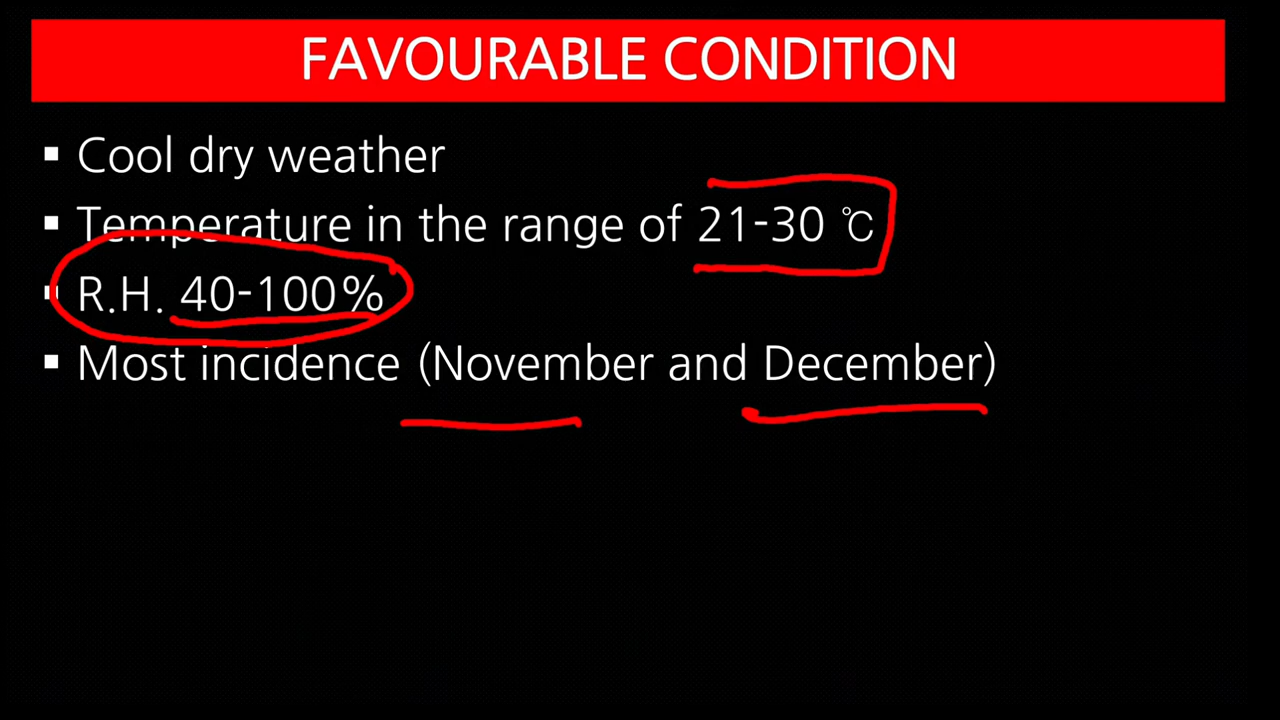 FAVOURABLE CONDITION
▪ Cool dry weather
▪ Temperature in the range of 21-30 ℃
▪ R.H. 40-100%
▪ Most incidence (November and December)